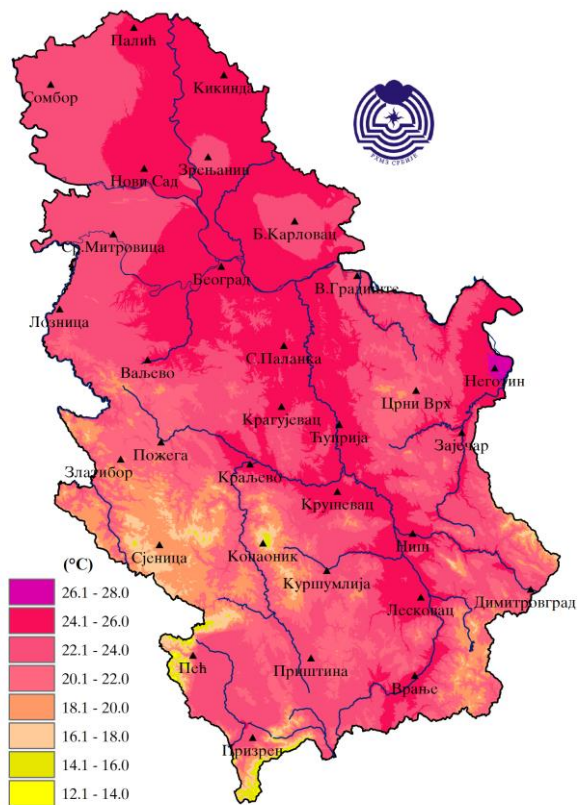 Палић
Сомбор
Кикинда
Зрењанин
Нови Сад
РХМЗ СРБИЈЕ
Б.Карловац
Ср.Митровица
Београд
В.Градиште
Лозница
С.Паланка
Ваљево
Неготин
Црни Врх
Крагујевац
Ћуприја
Зајечар
Пожега
Златибор
Краљево
Крушевац
Ниш
Сјеница
Копаоник
Куршумлија
Димитровград
Лесковац
Пећ
Приштина
Врање
Призрен
(°C)
26.1 - 28.0
24.1 - 26.0
22.1 - 24.0
20.1 - 22.0
18.1 - 20.0
16.1 - 18.0
14.1 - 16.0
12.1 - 14.0